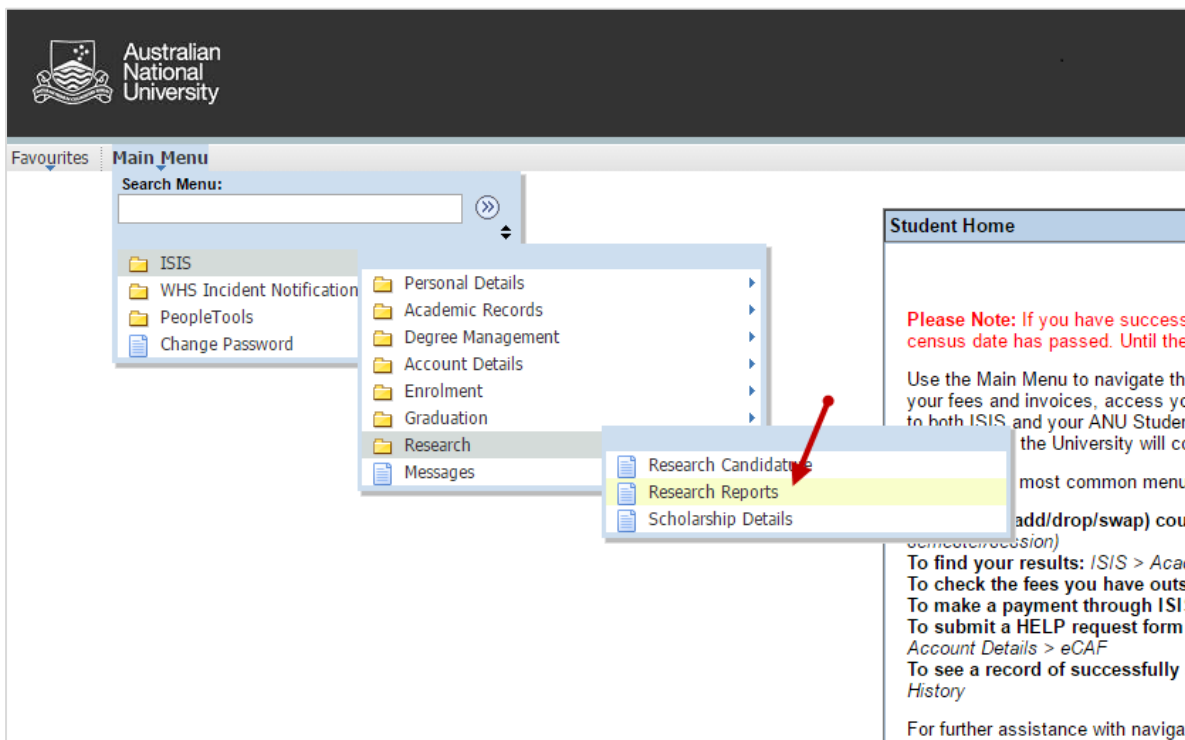 Australian
National
University
Favourites
Main Menu
Search Menu:
ISIS
WHS Incident Notification
PeopleTools
Change Password
Personal Details
Academic Records
Degree Management
Account Details
Enrolment
Graduation
Research
Messages
Research Candidature
Research Reports
Scholarship Details
Student Home
Please Note: If you have success
census date has passed. Until the
Use the Main Menu to navigate th
your fees and invoices, access yo
to both ISIS and your ANU Studen
the University will co
most common menu
add/drop/swap) cou
semester/session)
To find your results: ISIS > Aca
To check the fees you have outs
To make a payment through ISI
To submit a HELP request form
Account Details > eCAF
To see a record of successfully
History
For further assistance with naviga